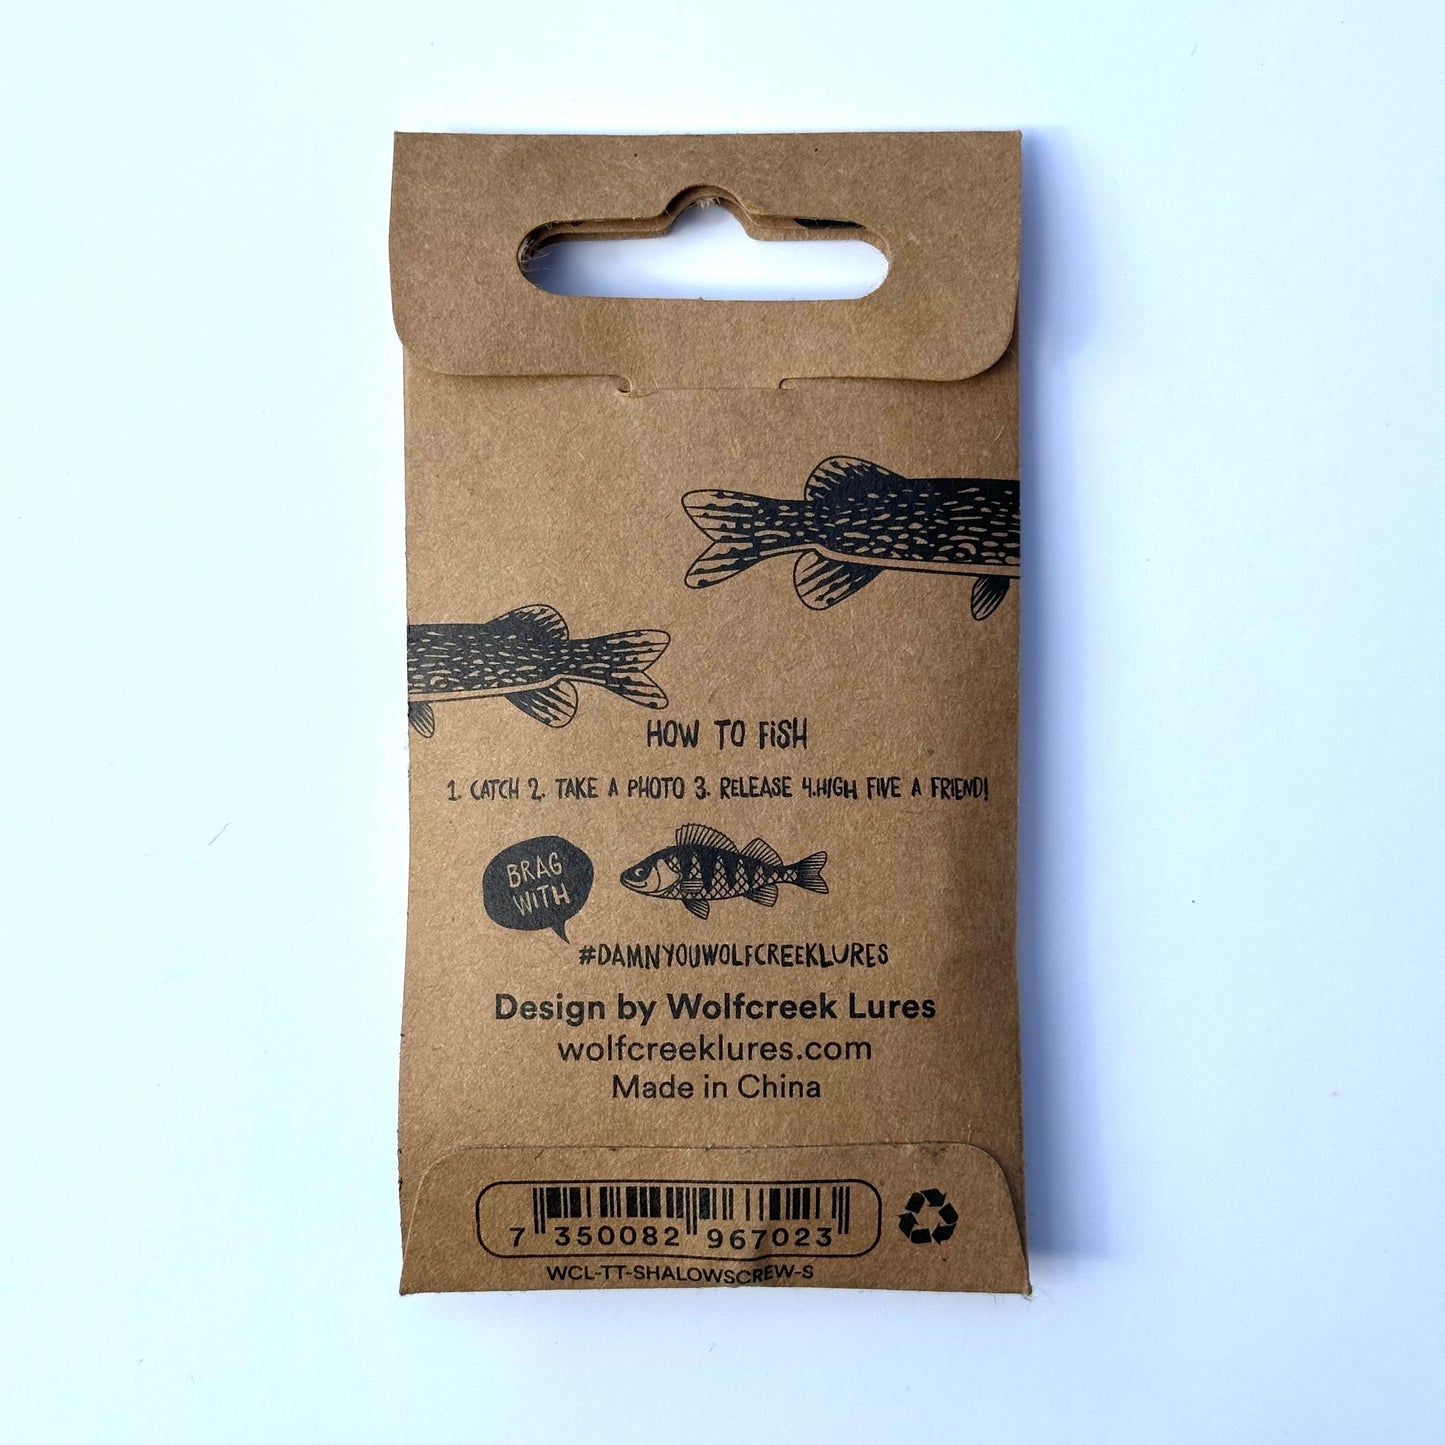 HOW TO FiSH
1. CATCH 2. TAKE A PHOTO 3. RELEASE 4.HIGH FIVE A FRIEND!
BRAG
WITH
#DAMNYOUWOLFCREEKLURES
Design by Wolfcreek Lures
wolfcreeklures.com
Made in China
7 350082 967023
WCL-TT-SHALOWSCREW-S